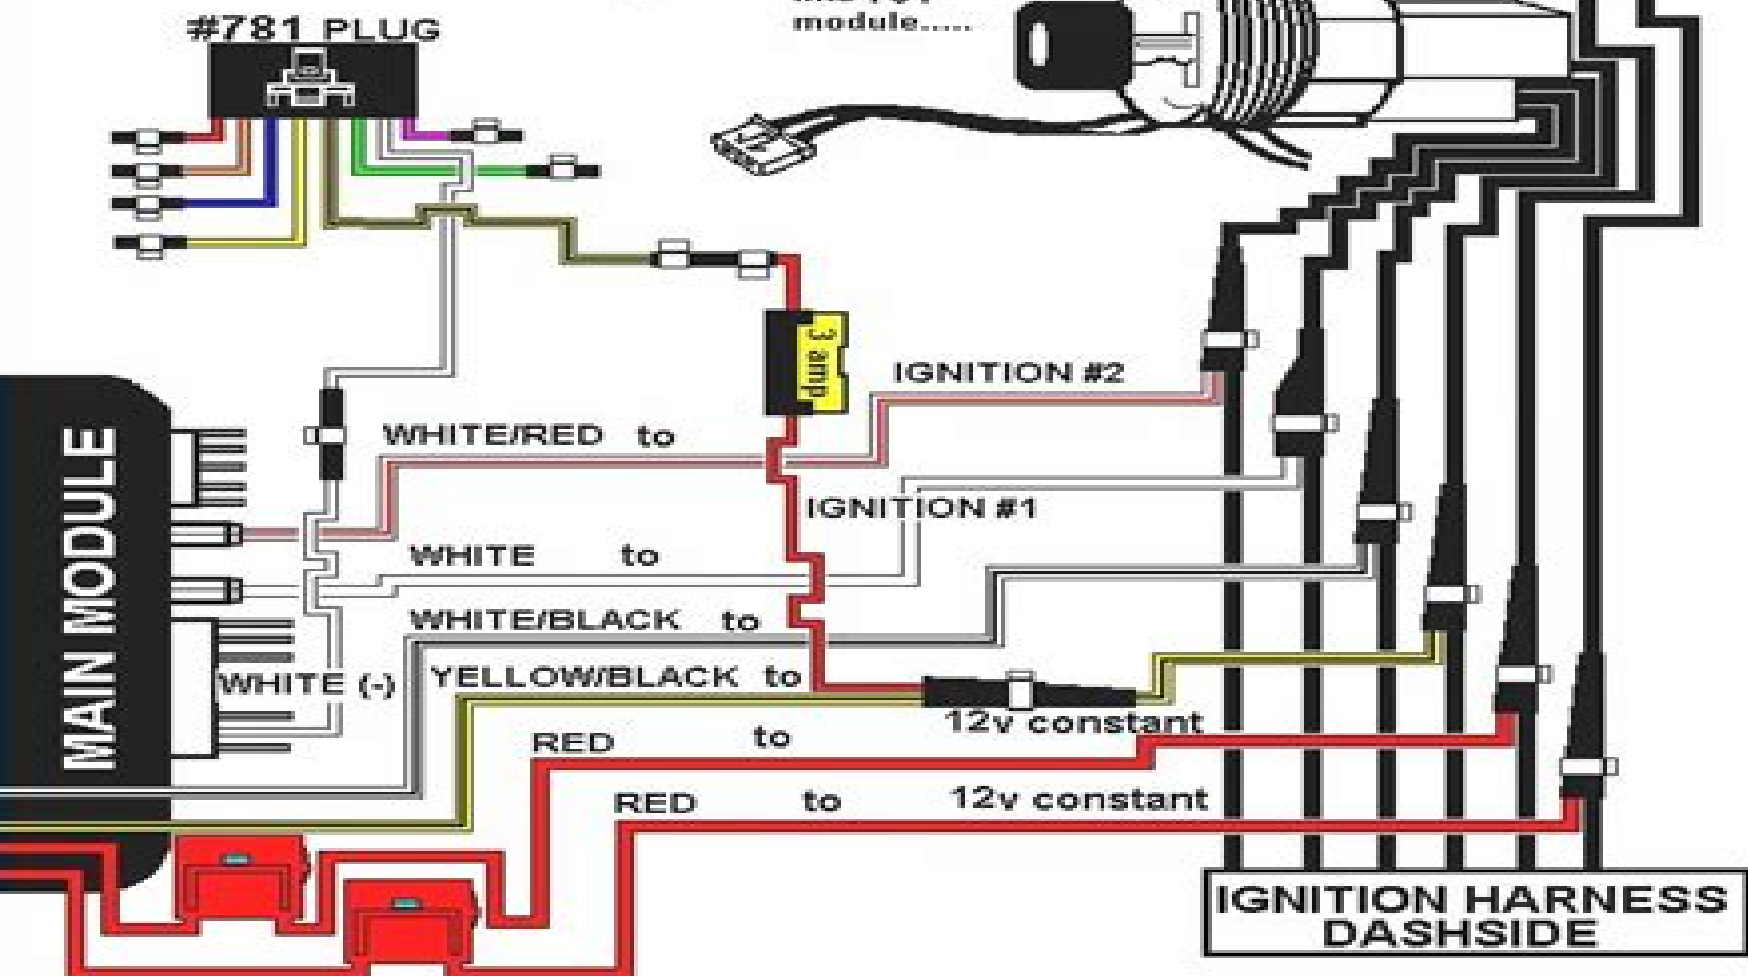 #781 PLUG
module.....
3 amp
IGNITION #2
WHITE/RED to
IGNITION #1
WHITE to
WHITE/BLACK to
YELLOW/BLACK to
WHITE (-)
12v constant
RED to
RED to 12v constant
MAIN MODULE
IGNITION HARNESS
DASHSIDE